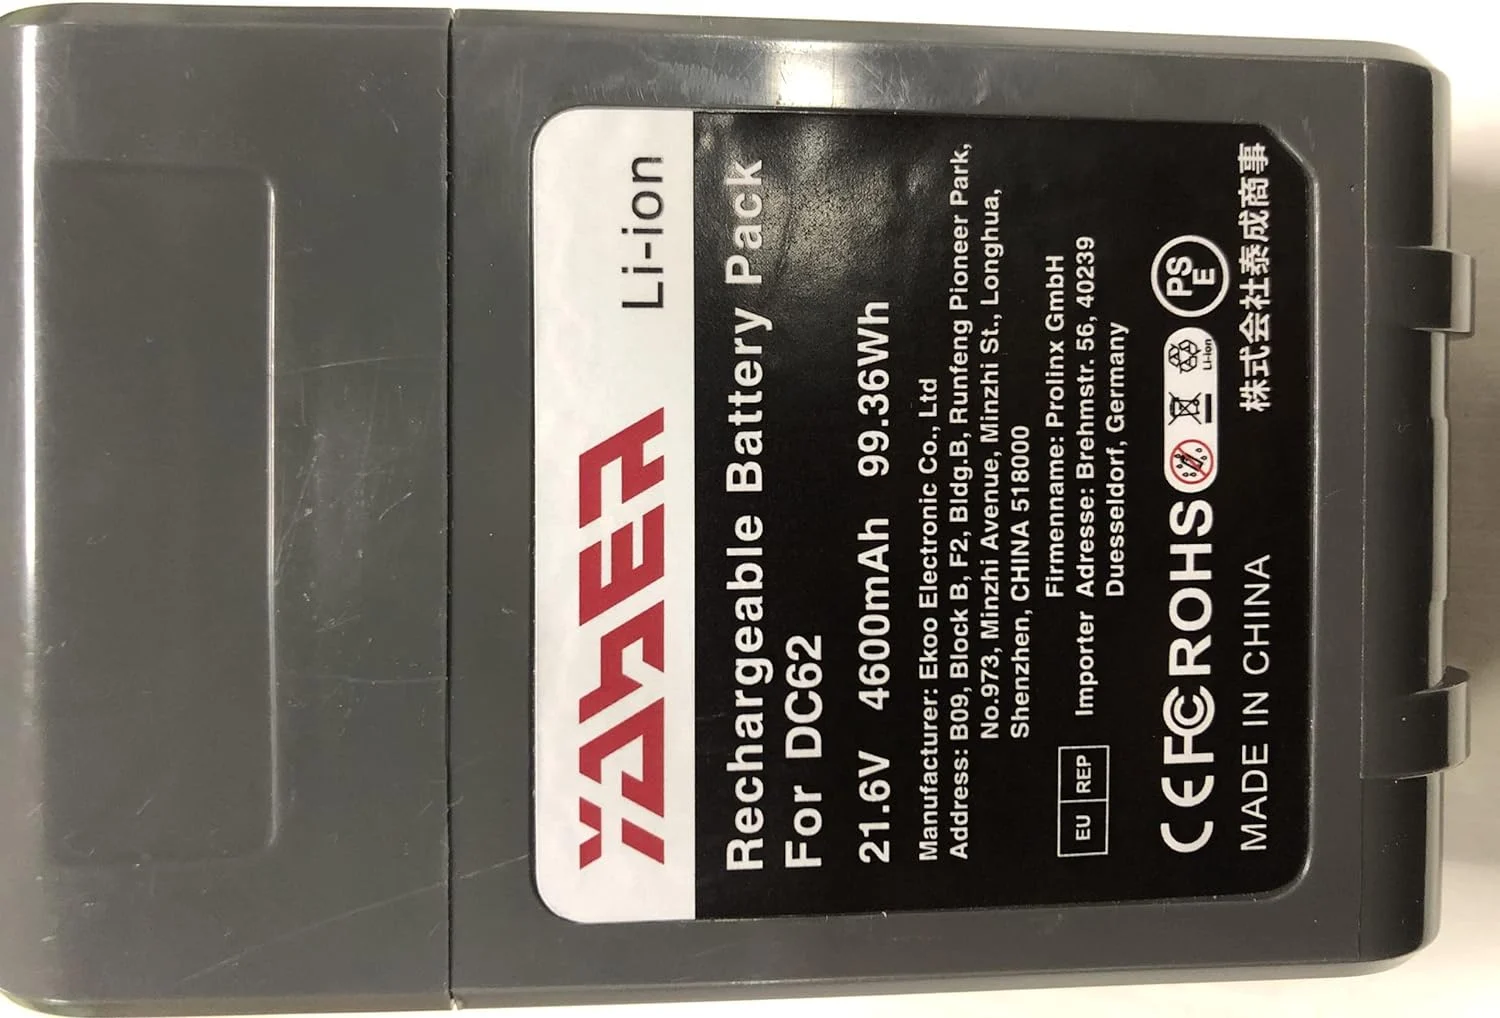 YABER
Li-ion
Rechargeable Battery Pack
For DC62
21.6V 4600mAh 99.36Wh
Manufacturer: Ekoo Electronic Co., Ltd
Address: B09, Block B, F2, Bldg.B, Runfeng Pioneer Park,
No.973, Minzhi Avenue, Minzhi St., Longhua,
Shenzhen, CHINA 518000
EU REP
Firmenname: Prolinx GmbH
Importer Adresse: Brehmstr. 56, 40239
Duesseldorf, Germany
CE FC ROHS Li-ion PSE
MADE IN CHINA 株式会社泰成商事